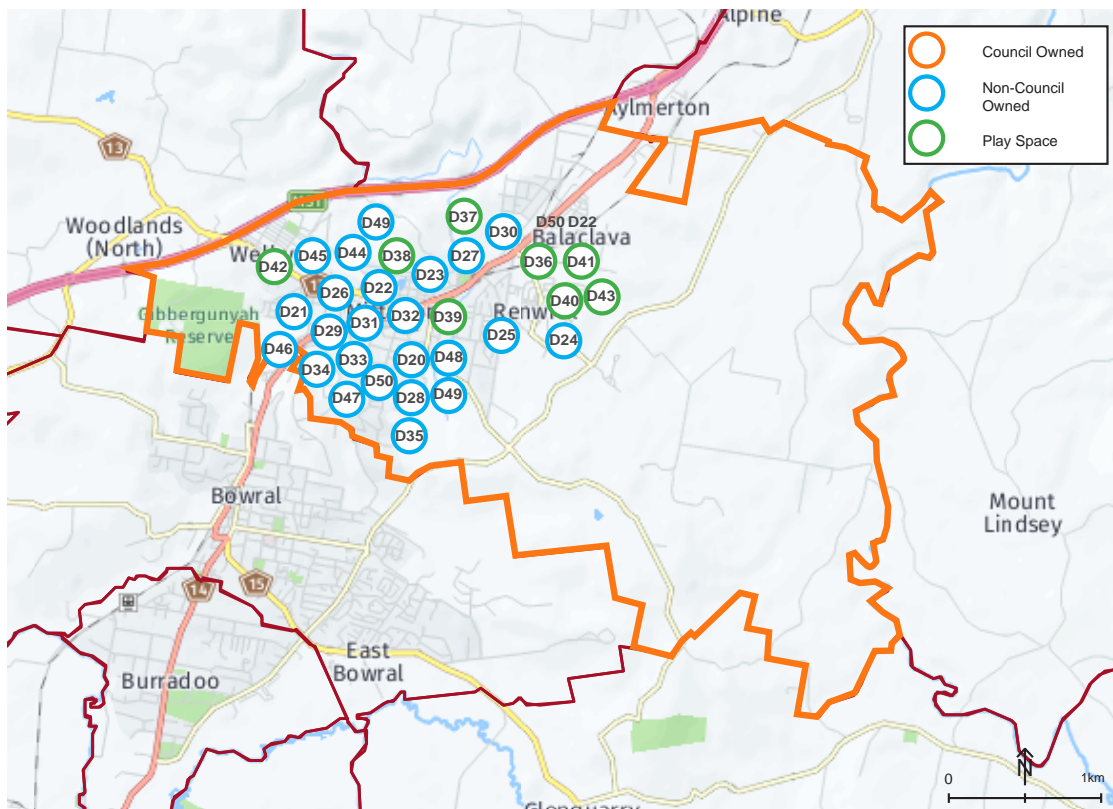 Alpine
Council Owned
Non-Council
Owned
Play Space
Aylmerton
13
M31
Woodlands
(North)
D49
D37
D30
D50 D22
Balaclava
D45
D44
D38
D27
D36
D41
D42
D23
D26
D22
D40
D43
D21
D31
D32
D39
Gibbergunyah
Reserve
D29
D25
D24
D46
D33
D20
D48
D34
D50
D47
D28
D49
D35
Bowral
Mount
Lindsey
14
15
East
Bowral
Burradoo
N
0
1km
Glenquarry